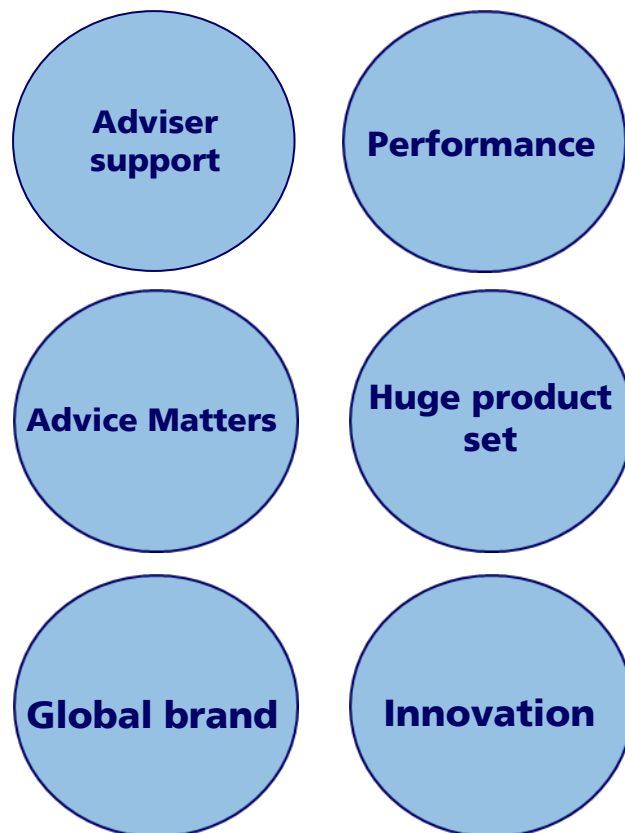 Adviser
support
Performance
Advice Matters
Huge product
set
Global brand
Innovation